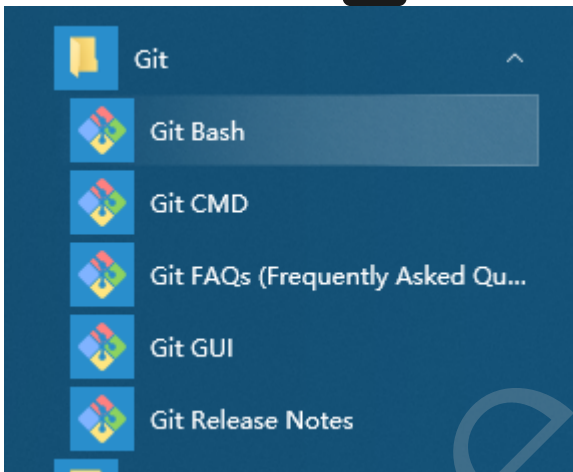 Git
Git Bash
Git CMD
Git FAQs (Frequently Asked Qu...
Git GUI
Git Release Notes